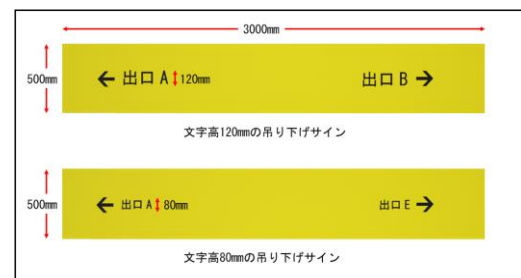 3000mm
500mm
← 出口 A 120mm
出口 B →
文字高120mmの吊り下げサイン
500mm
← 出口 A 80mm
出口 E →
文字高80mmの吊り下げサイン